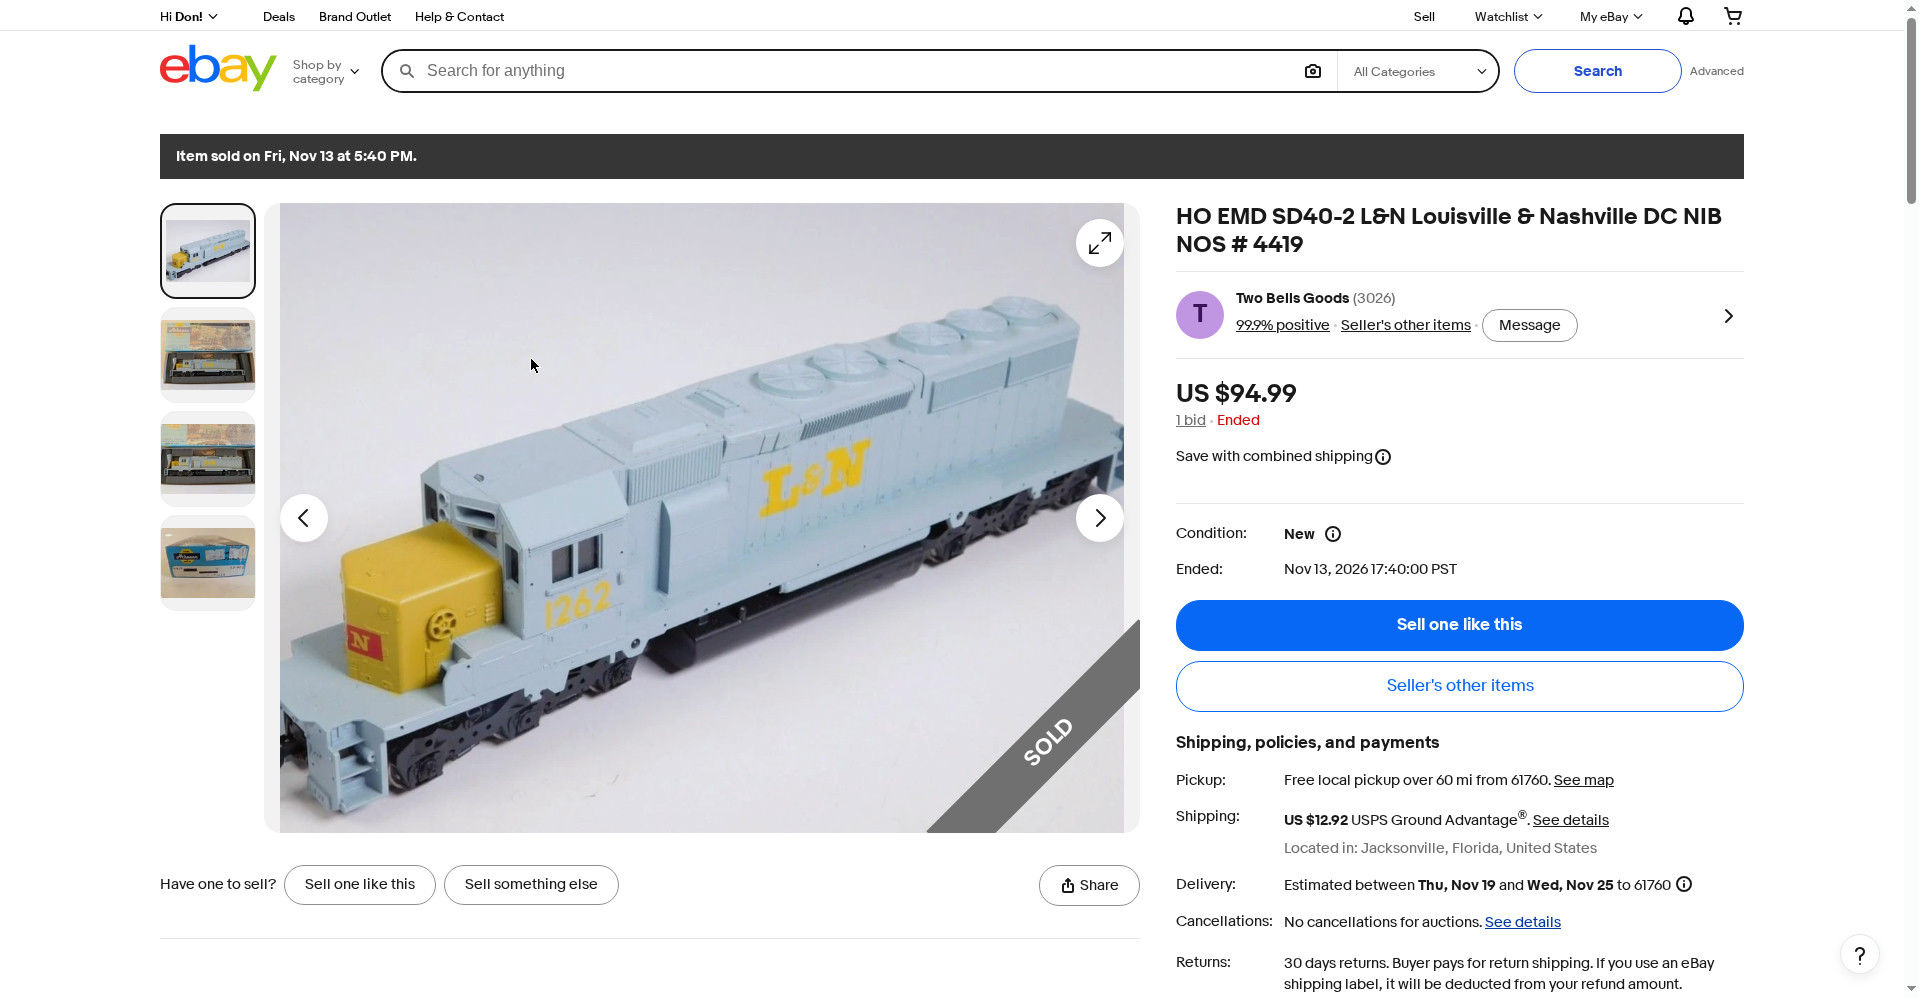 Hi Don!
Deals
Brand Outlet
Help & Contact
Sell
Watchlist
My eBay
ebay
Shop by
category
Search for anything
All Categories
Search
Advanced
Item sold on Fri, Nov 13 at 5:40 PM.
L&N
1262
N
SOLD
HO EMD SD40-2 L&N Louisville & Nashville DC NIB
NOS # 4419
T
Two Bells Goods (3026)
99.9% positive · Seller's other items · Message
US $94.99
1 bid · Ended
Save with combined shipping
Condition: New
Ended: Nov 13, 2026 17:40:00 PST
Sell one like this
Seller's other items
Shipping, policies, and payments
Pickup: Free local pickup over 60 mi from 61760. See map
Shipping: US $12.92 USPS Ground Advantage®. See details
Located in: Jacksonville, Florida, United States
Delivery: Estimated between Thu, Nov 19 and Wed, Nov 25 to 61760
Cancellations: No cancellations for auctions. See details
Returns: 30 days returns. Buyer pays for return shipping. If you use an eBay
shipping label, it will be deducted from your refund amount.
Have one to sell? Sell one like this Sell something else
Share
?